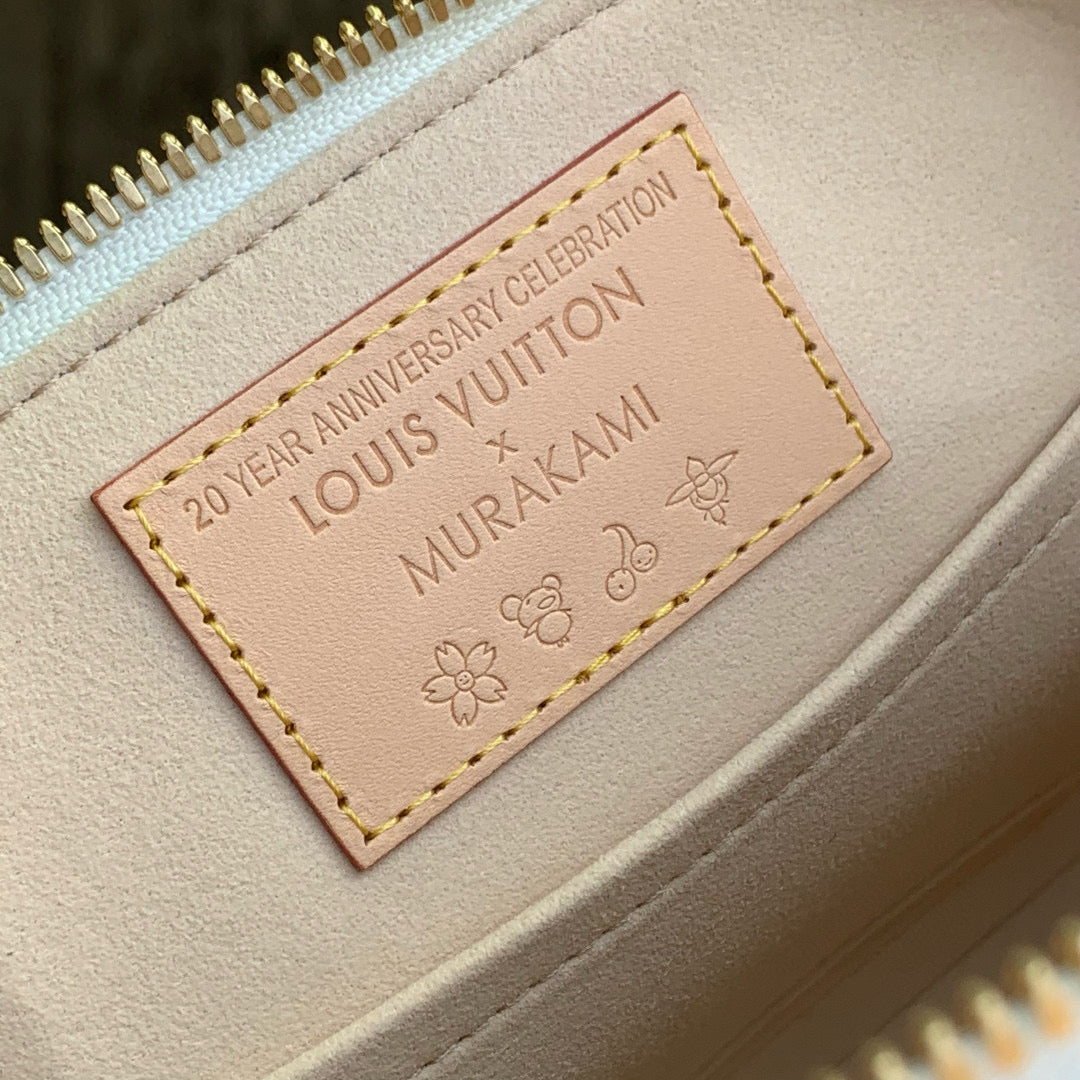 20 YEAR ANNIVERSARY CELEBRATION
LOUIS VUITTON
x
MURAKAMI